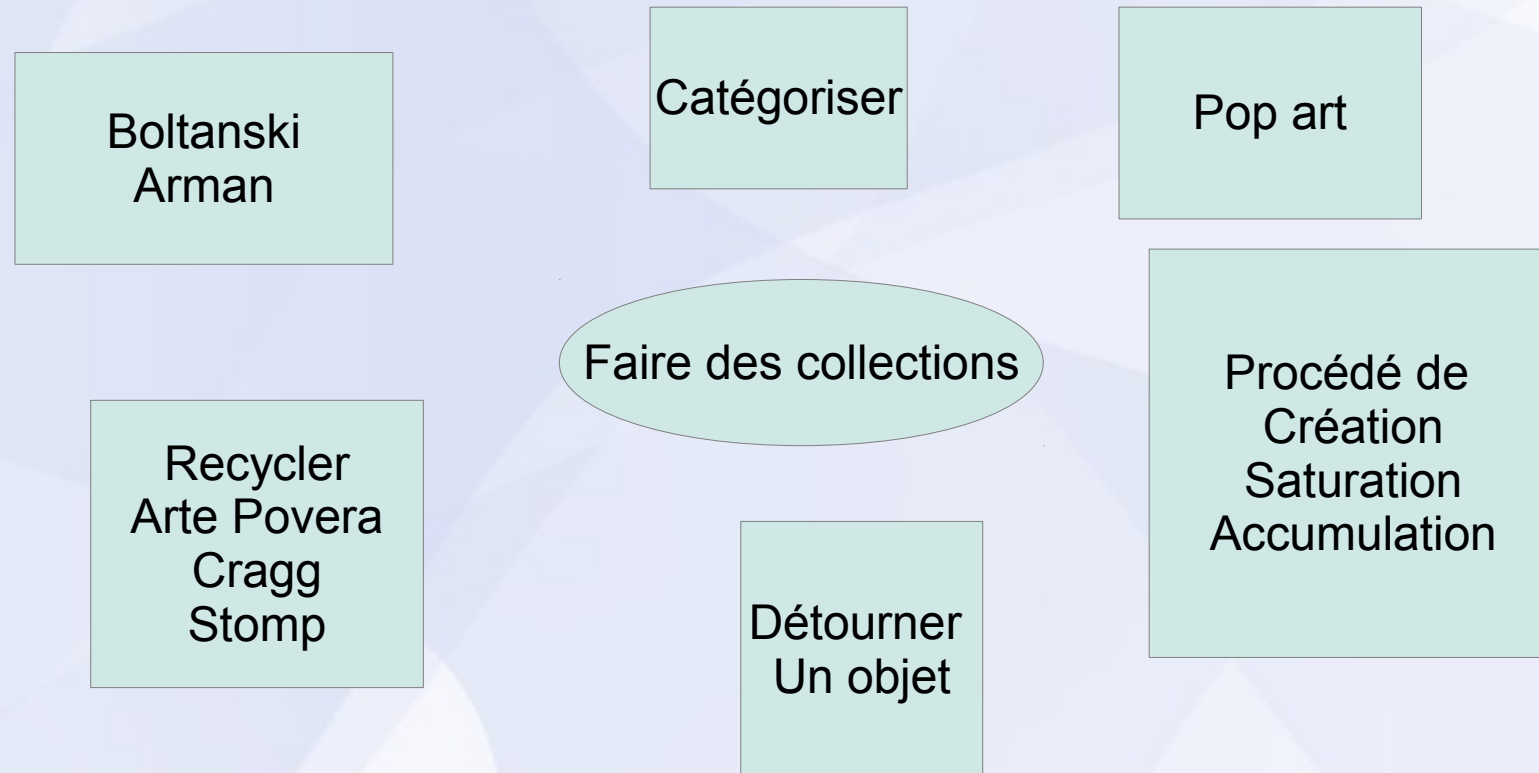 Boltanski
Arman
Catégoriser
Pop art
Faire des collections
Recycler
Arte Povera
Cragg
Stomp
Procédé de
Création
Saturation
Accumulation
Détourner
Un objet